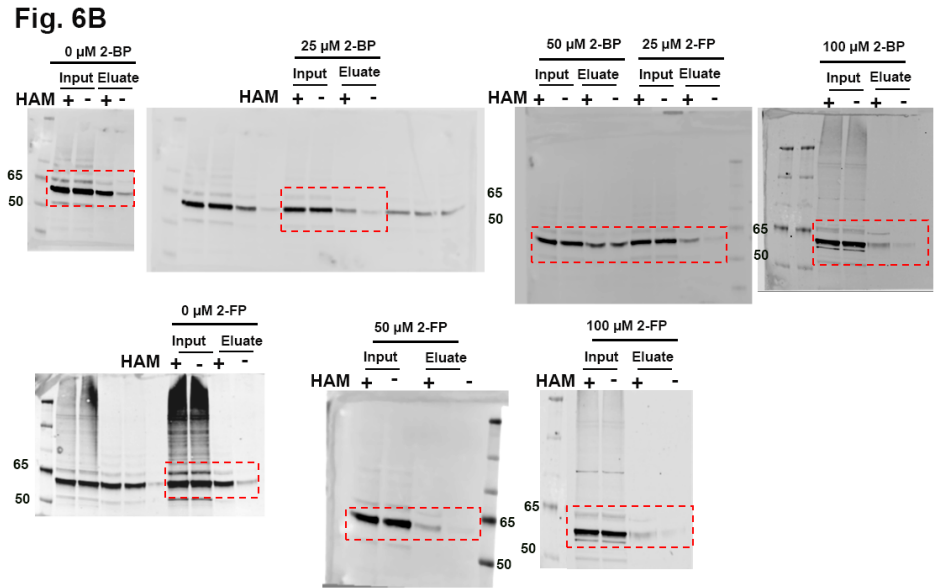 Fig. 6B
0 µM 2-BP
Input Eluate
HAM + - + -
65
50
25 µM 2-BP
Input Eluate
HAM + - + -
50 µM 2-BP 25 µM 2-FP
Input Eluate Input Eluate
HAM + - + - + - + -
65
50
100 µM 2-BP
Input Eluate
+ - + -
65
50
0 µM 2-FP
Input Eluate
HAM + - + -
65
50
50 µM 2-FP
Input Eluate
HAM + - + -
65
50
100 µM 2-FP
Input Eluate
HAM + - + -
65
50